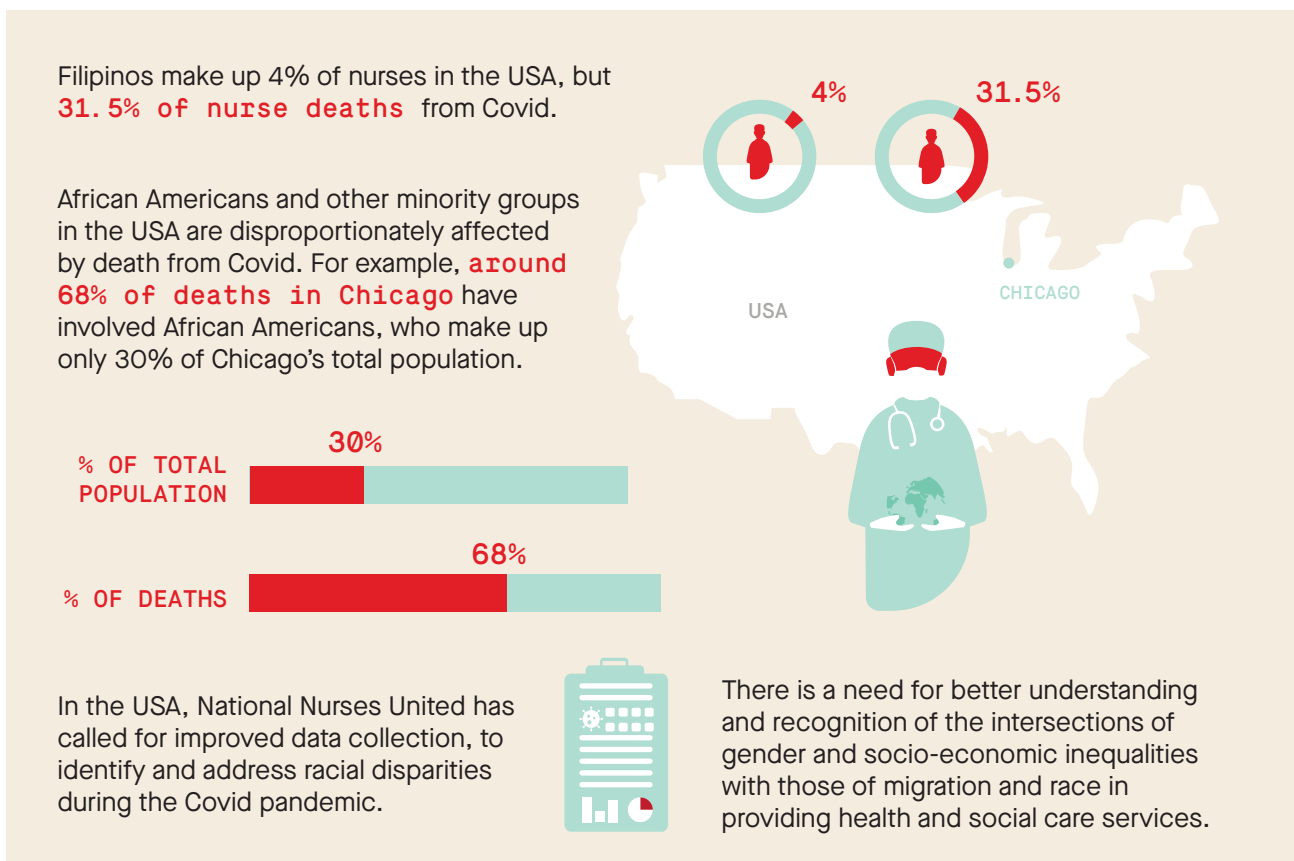 Filipinos make up 4% of nurses in the USA, but
31.5% of nurse deaths from Covid.
4%
31.5%
African Americans and other minority groups
in the USA are disproportionately affected
by death from Covid. For example, around
68% of deaths in Chicago have
involved African Americans, who make up
only 30% of Chicago's total population.
USA
CHICAGO
30%
% OF TOTAL
POPULATION
68%
% OF DEATHS
In the USA, National Nurses United has
called for improved data collection, to
identify and address racial disparities
during the Covid pandemic.
There is a need for better understanding
and recognition of the intersections of
gender and socio-economic inequalities
with those of migration and race in
providing health and social care services.